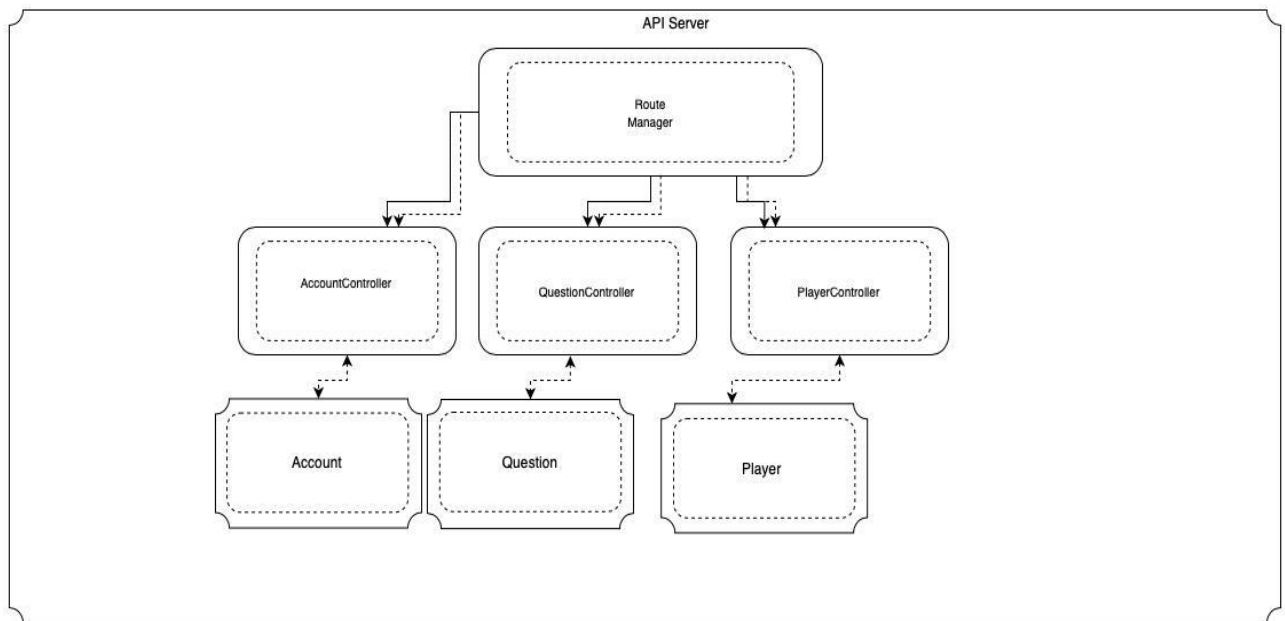 API Server
Route
Manager
AccountController
QuestionController
PlayerController
Account
Question
Player